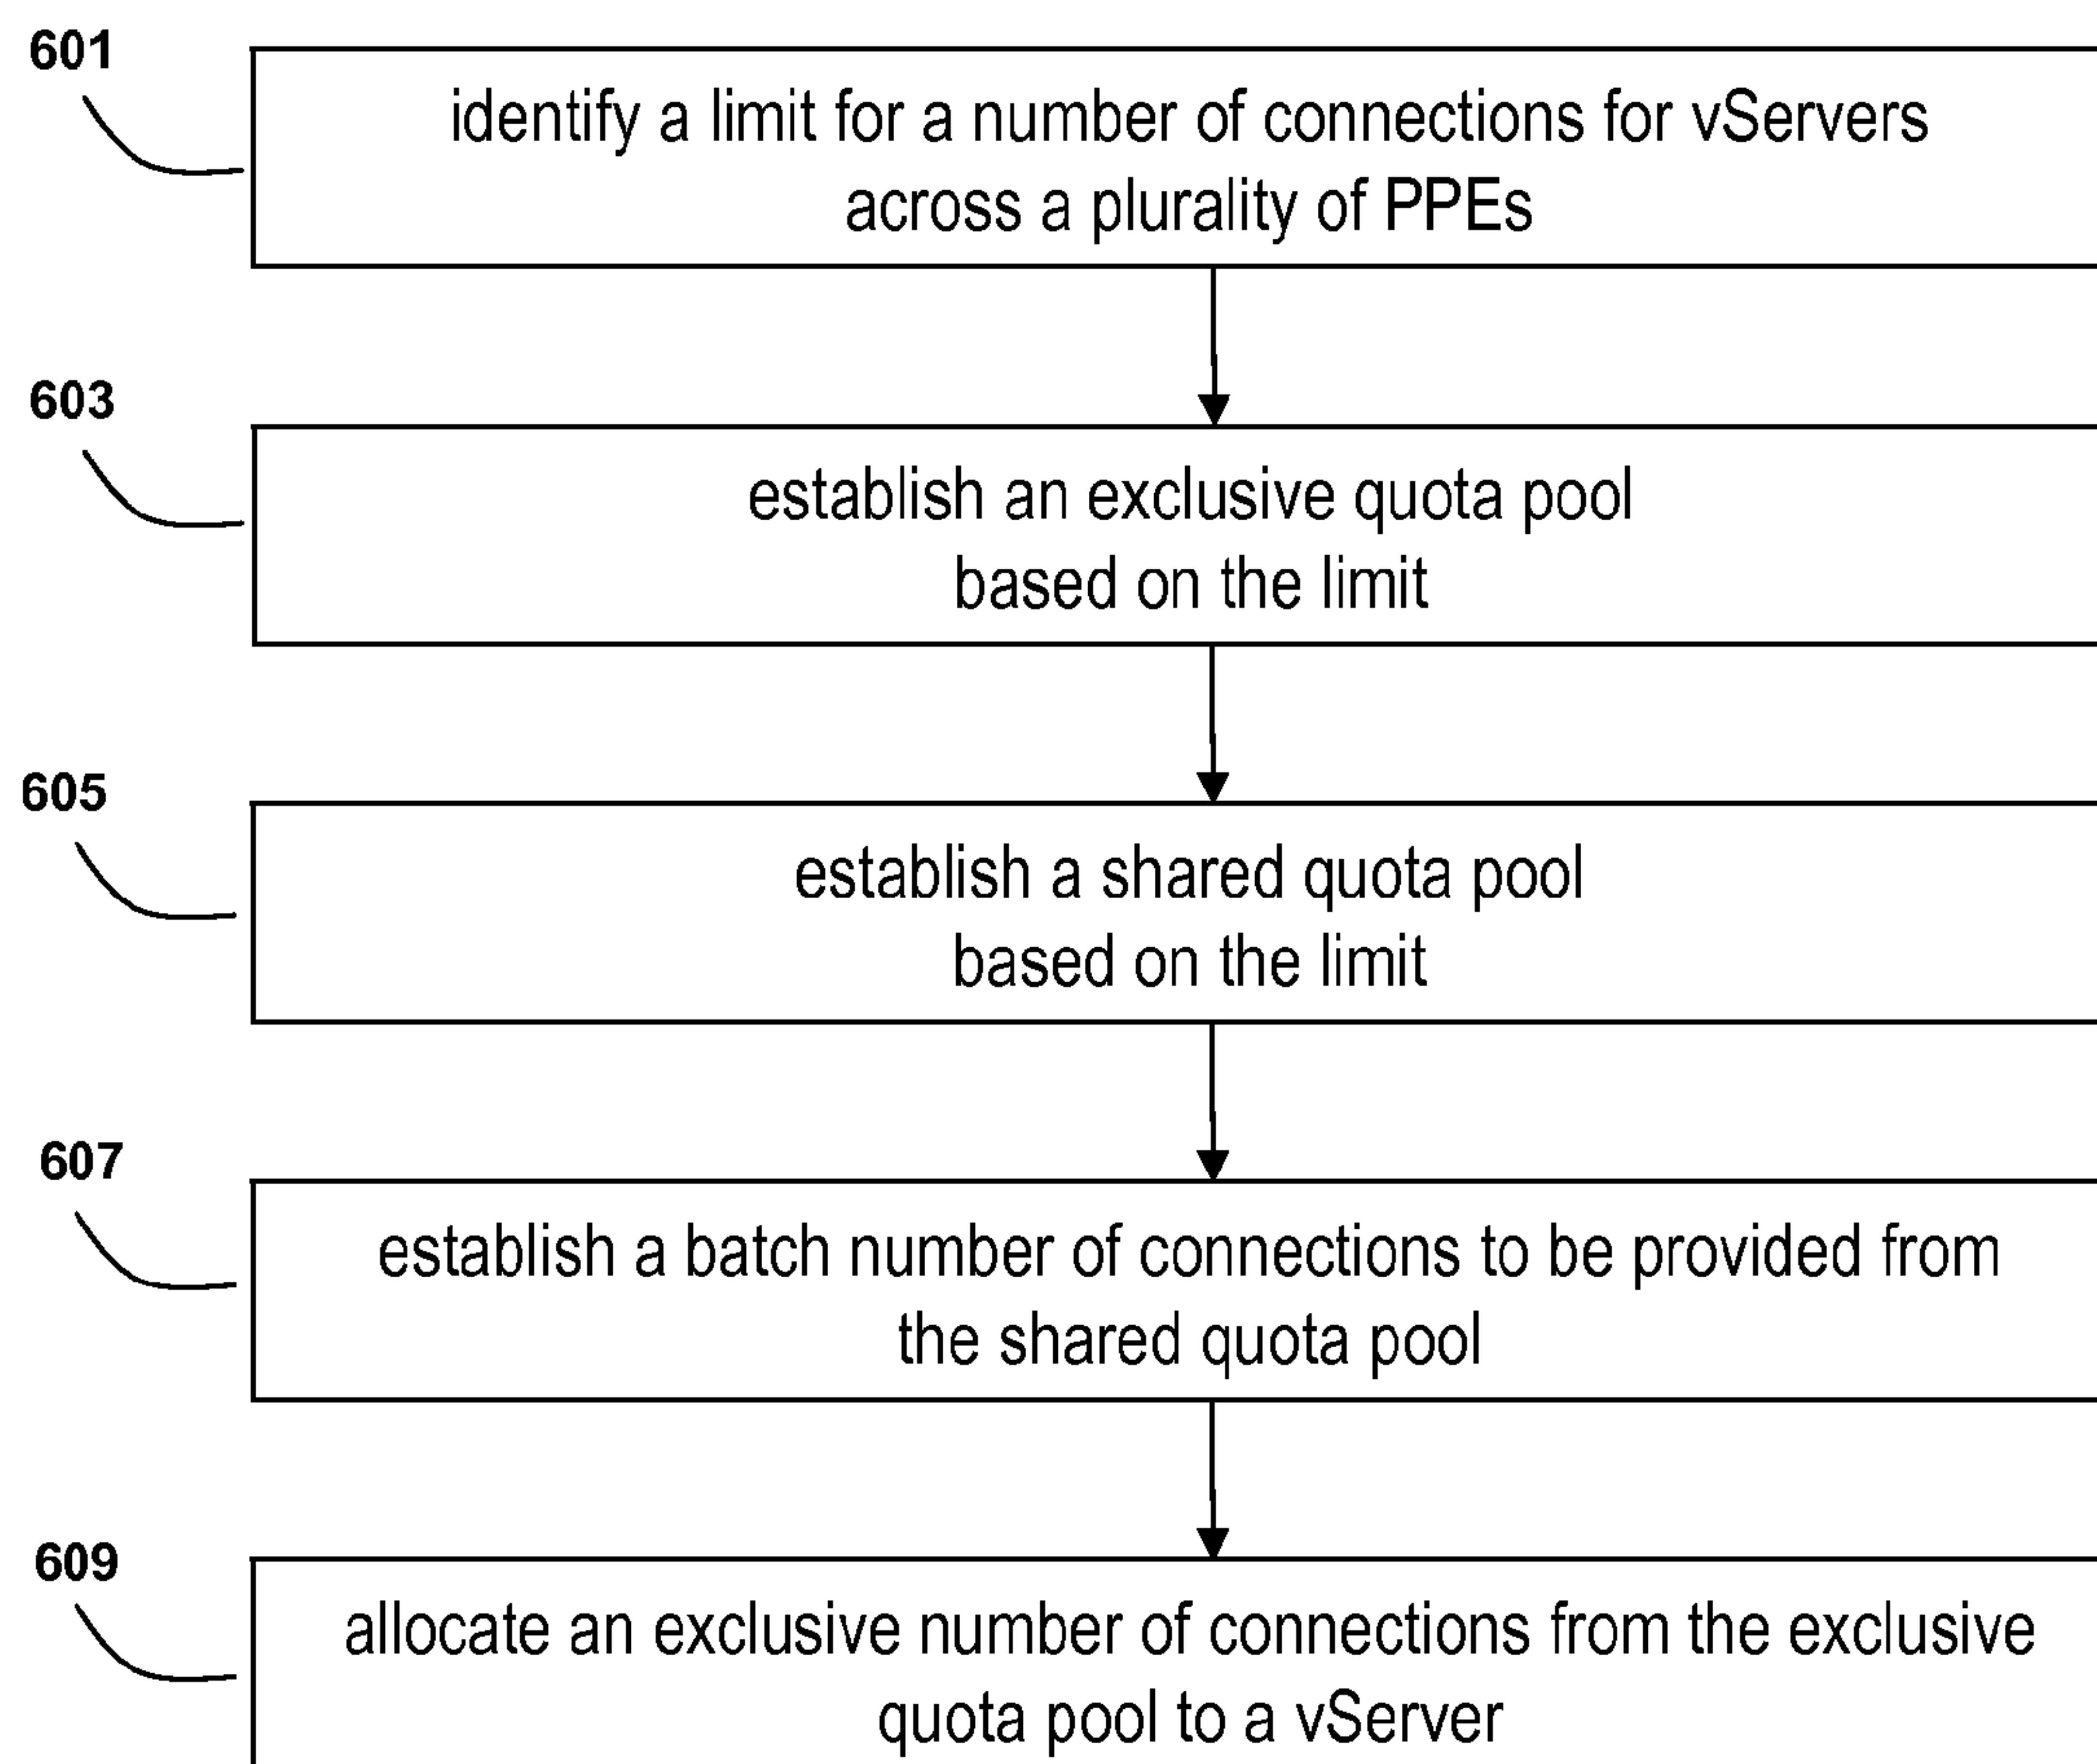 601
identify a limit for a number of connections for vServers
across a plurality of PPEs
603
establish an exclusive quota pool
based on the limit
605
establish a shared quota pool
based on the limit
607
establish a batch number of connections to be provided from
the shared quota pool
609
allocate an exclusive number of connections from the exclusive
quota pool to a vServer